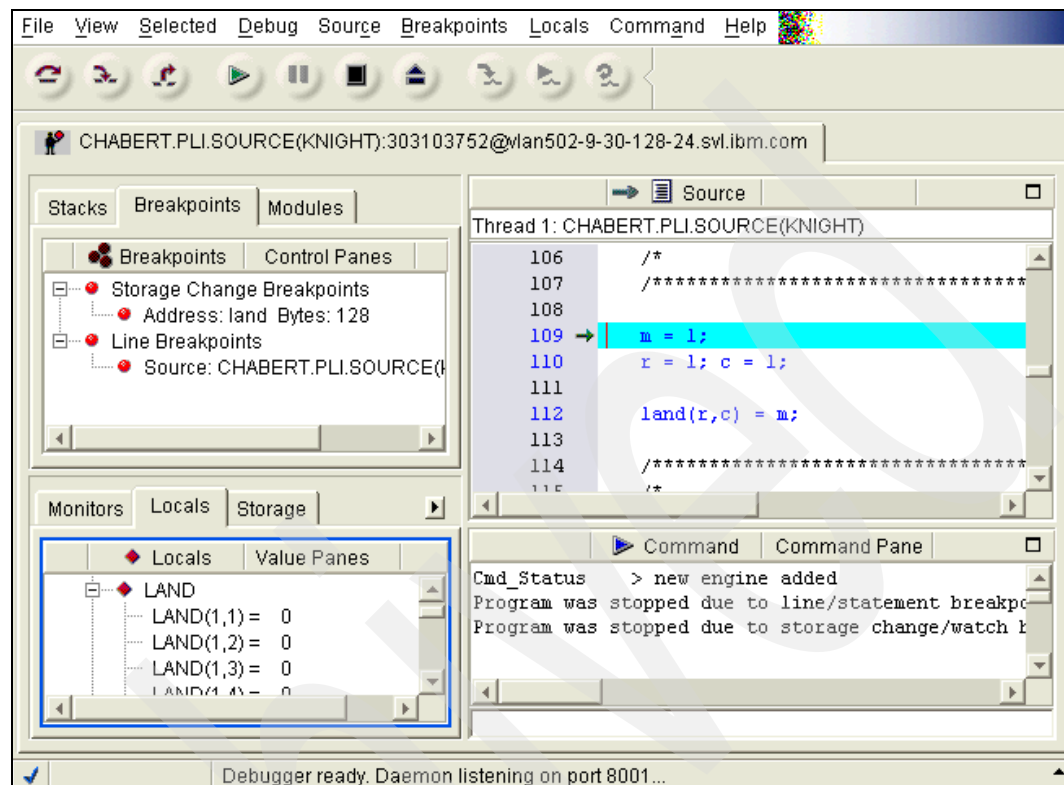 File View Selected Debug Source Breakpoints Locals Command Help
CHABERT.PLI.SOURCE(KNIGHT):303103752@vlan502-9-30-128-24.svl.ibm.com
Stacks Breakpoints Modules
Breakpoints Control Panes
Storage Change Breakpoints
Address: land Bytes: 128
Line Breakpoints
Source: CHABERT.PLI.SOURCE(
Source
Thread 1: CHABERT.PLI.SOURCE(KNIGHT)
106 /*
107 /*********************************
108
109 m = 1;
110 r = 1; c = 1;
111
112 land(r,c) = m;
113
114 /*********************************
115 /*
Monitors Locals Storage
Locals Value Panes
LAND
LAND(1,1) = 0
LAND(1,2) = 0
LAND(1,3) = 0
LAND(1,4) = 0
Command Command Pane
Cmd_Status > new engine added
Program was stopped due to line/statement breakpo
Program was stopped due to storage change/watch
Debugger ready. Daemon listening on port 8001...